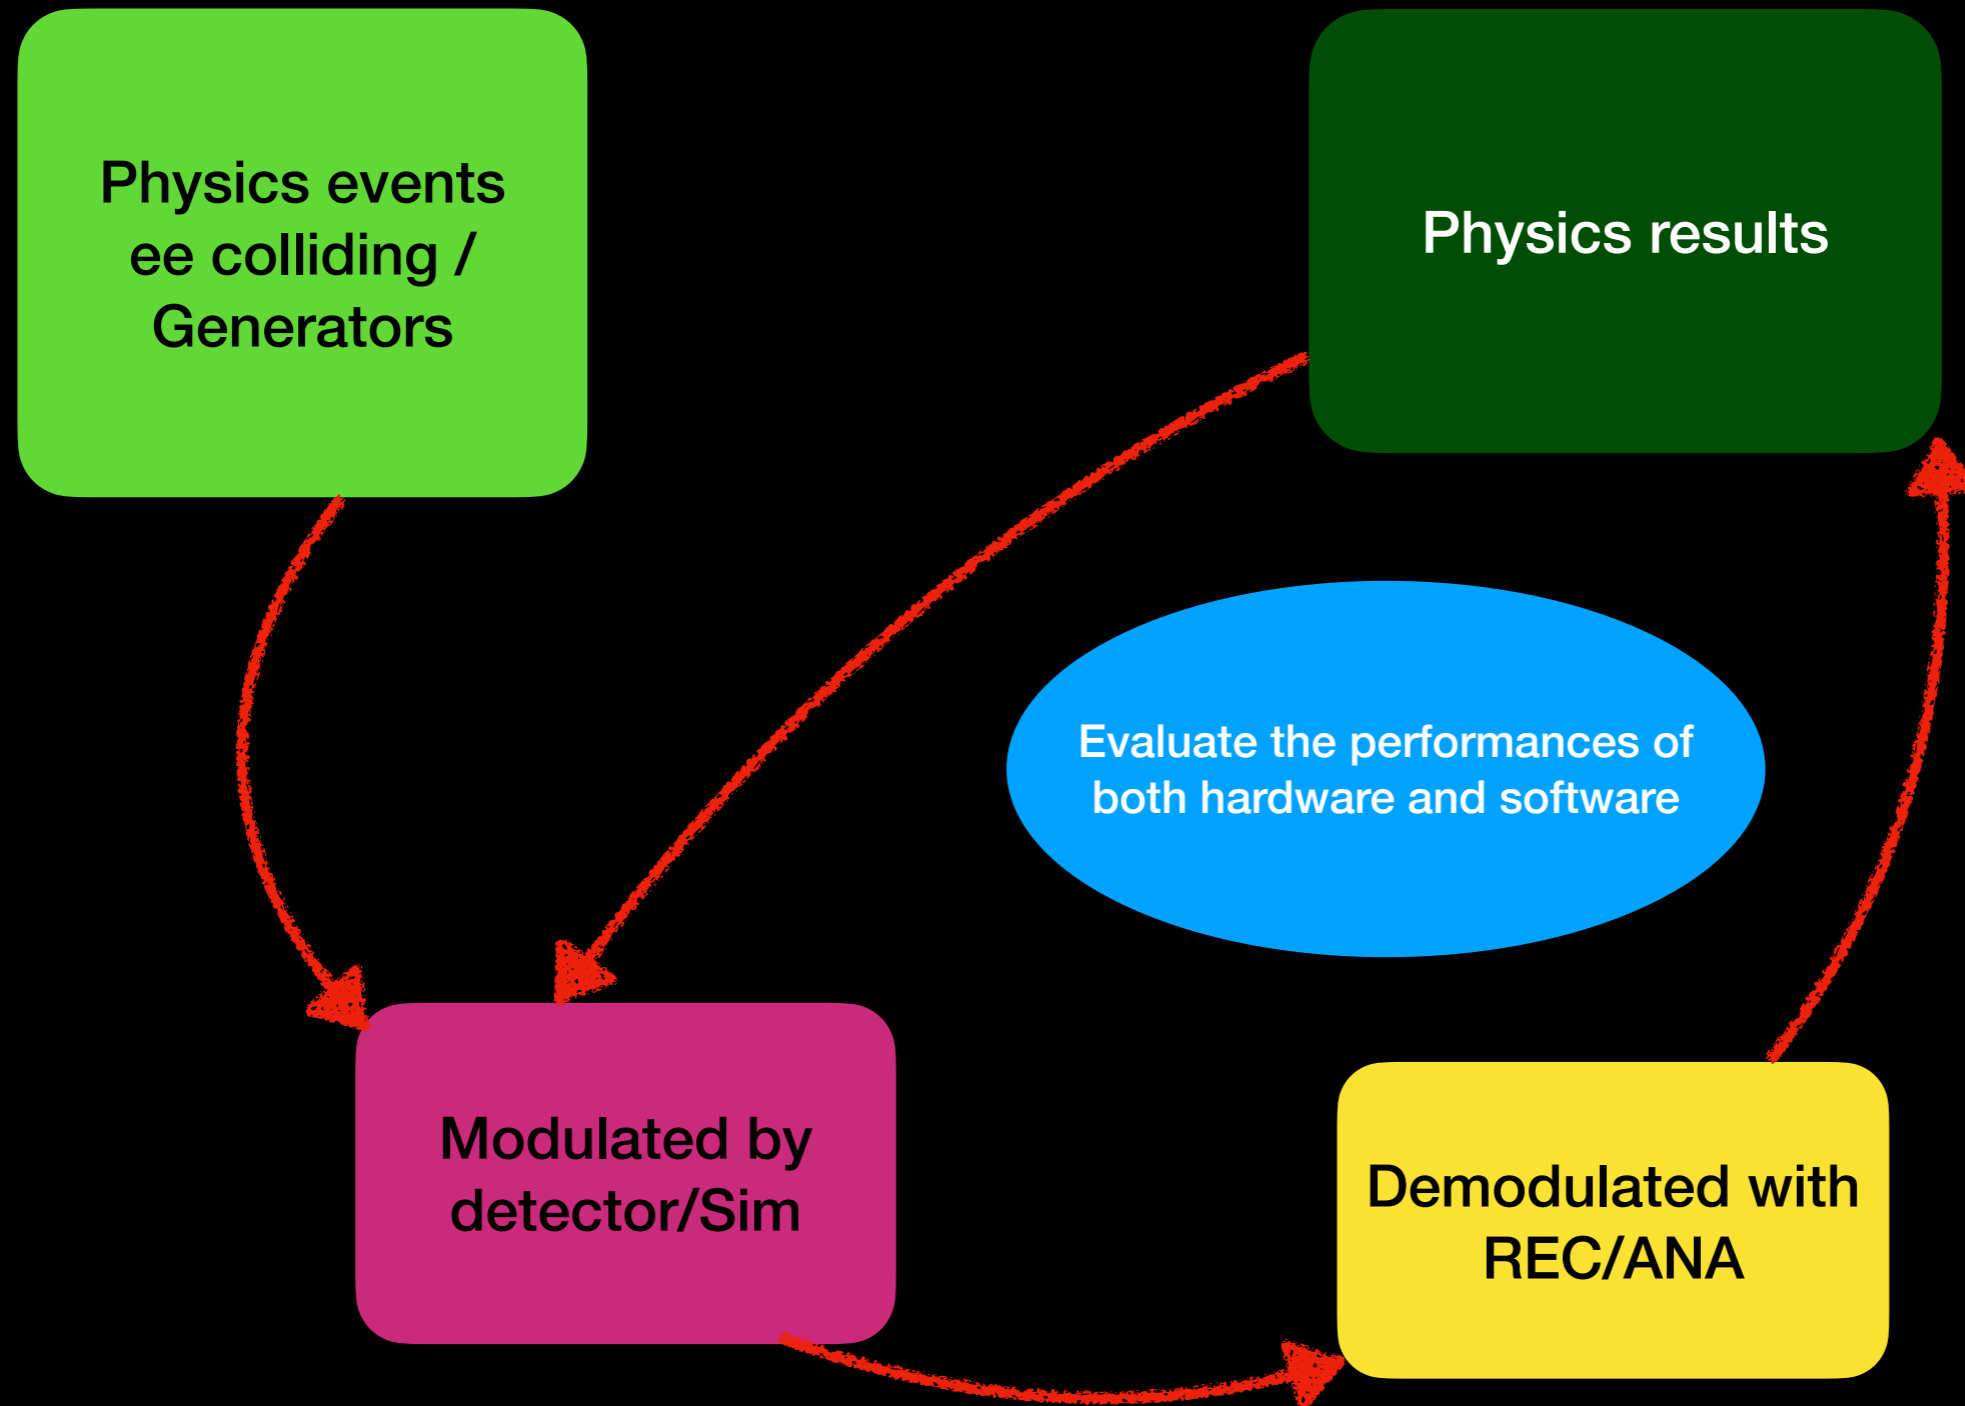 Physics events
ee colliding /
Generators
Physics results
Evaluate the performances of
both hardware and software
Modulated by
detector/Sim
Demodulated with
REC/ANA